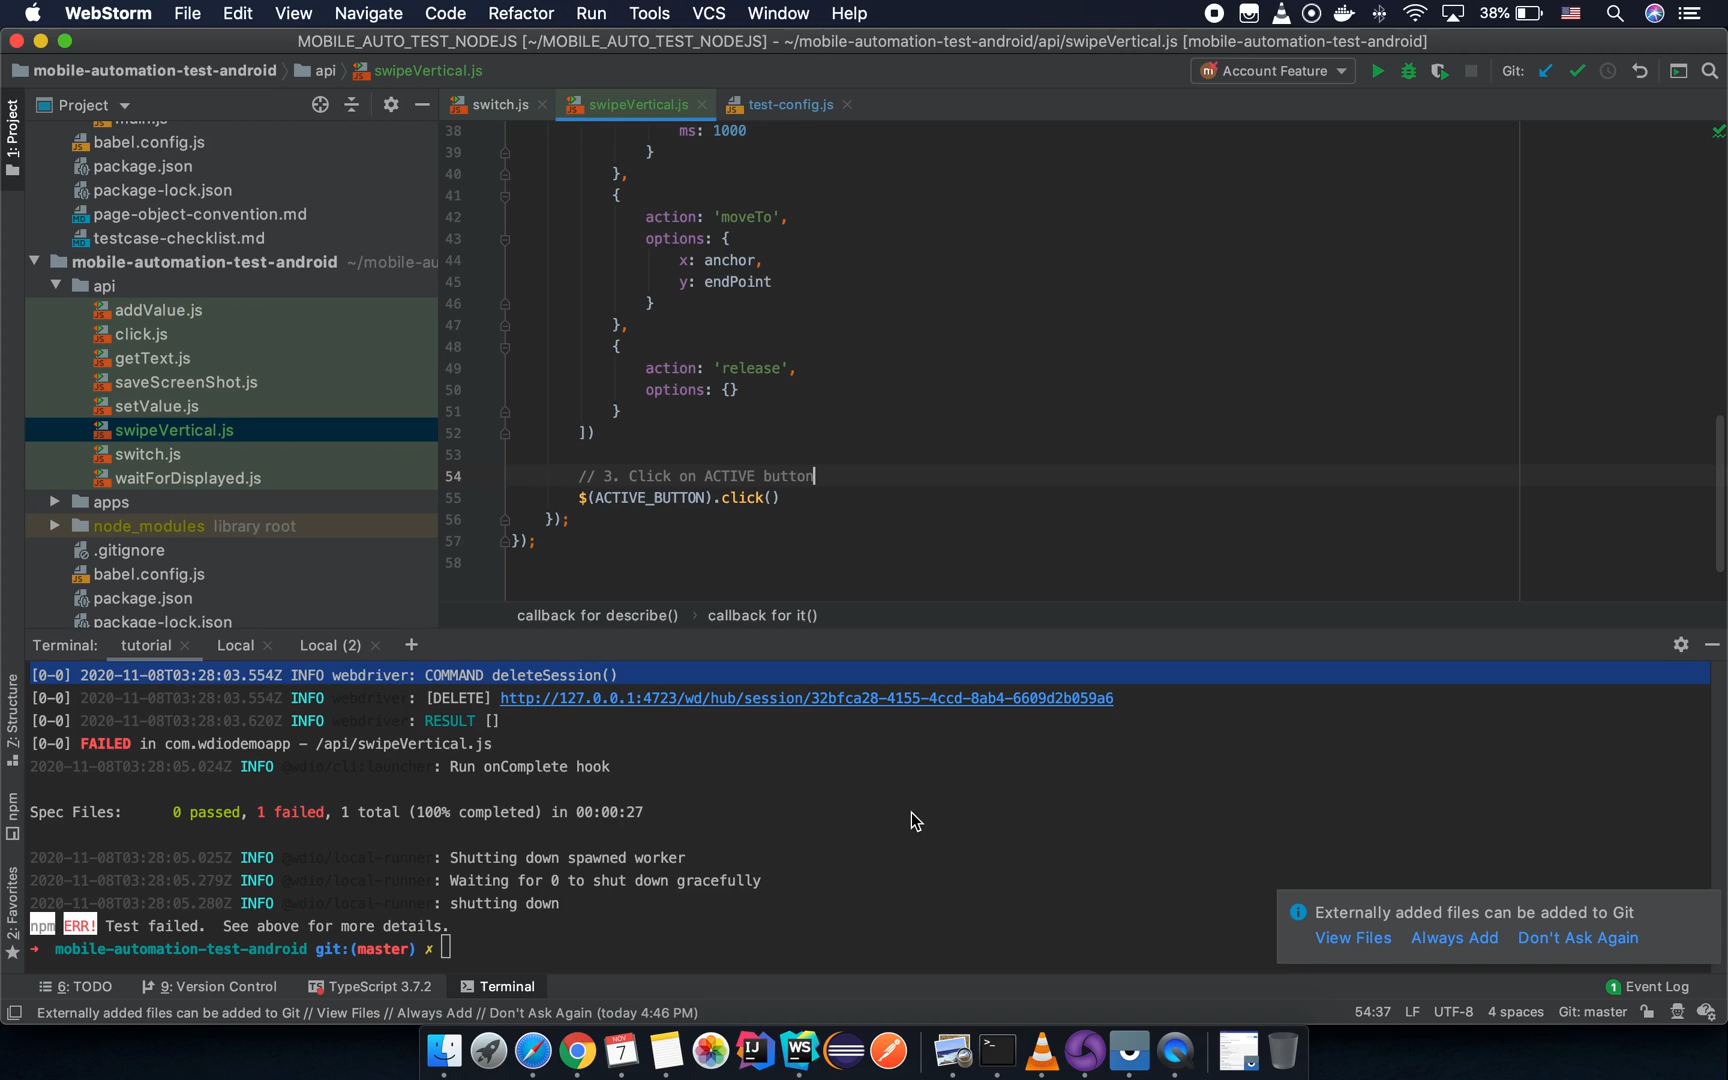 WebStorm File Edit View Navigate Code Refactor Run Tools VCS Window Help 38%
MOBILE_AUTO_TEST_NODEJS [~/MOBILE_AUTO_TEST_NODEJS] - ~/mobile-automation-test-android/api/swipeVertical.js [mobile-automation-test-android]
mobile-automation-test-android api swipeVertical.js Account Feature Git:
1: Project
Project
switch.js swipeVertical.js test-config.js
babel.config.js
package.json
package-lock.json
page-object-convention.md
testcase-checklist.md
mobile-automation-test-android ~/mobile-au
api
addValue.js
click.js
getText.js
saveScreenShot.js
setValue.js
swipeVertical.js
switch.js
waitForDisplayed.js
apps
node_modules library root
.gitignore
babel.config.js
package.json
package-lock.json
38 ms: 1000
39 }
40 },
41 {
42 action: 'moveTo',
43 options: {
44 x: anchor,
45 y: endPoint
46 }
47 },
48 {
49 action: 'release',
50 options: {}
51 }
52 ])
53
54 // 3. Click on ACTIVE button
55 $(ACTIVE_BUTTON).click()
56 });
57 });
58
callback for describe() › callback for it()
Terminal: tutorial Local Local (2) +
[0-0] 2020-11-08T03:28:03.554Z INFO webdriver: COMMAND deleteSession()
[0-0] 2020-11-08T03:28:03.554Z INFO webdriver: [DELETE] http://127.0.0.1:4723/wd/hub/session/32bfca28-4155-4ccd-8ab4-6609d2b059a6
[0-0] 2020-11-08T03:28:03.620Z INFO webdriver: RESULT []
[0-0] FAILED in com.wdiodemoapp - /api/swipeVertical.js
2020-11-08T03:28:05.024Z INFO @wdio/cli:launcher: Run onComplete hook
Spec Files: 0 passed, 1 failed, 1 total (100% completed) in 00:00:27
2020-11-08T03:28:05.025Z INFO @wdio/local-runner: Shutting down spawned worker
2020-11-08T03:28:05.279Z INFO @wdio/local-runner: Waiting for 0 to shut down gracefully
2020-11-08T03:28:05.280Z INFO @wdio/local-runner: shutting down
npm ERR! Test failed. See above for more details.
→ mobile-automation-test-android git:(master) ✗
Externally added files can be added to Git
View Files Always Add Don't Ask Again
Z: Structure
npm
2: Favorites
6: TODO 9: Version Control TypeScript 3.7.2 Terminal 1 Event Log
Externally added files can be added to Git // View Files // Always Add // Don't Ask Again (today 4:46 PM) 54:37 LF UTF-8 4 spaces Git: master
7
IJ
WS